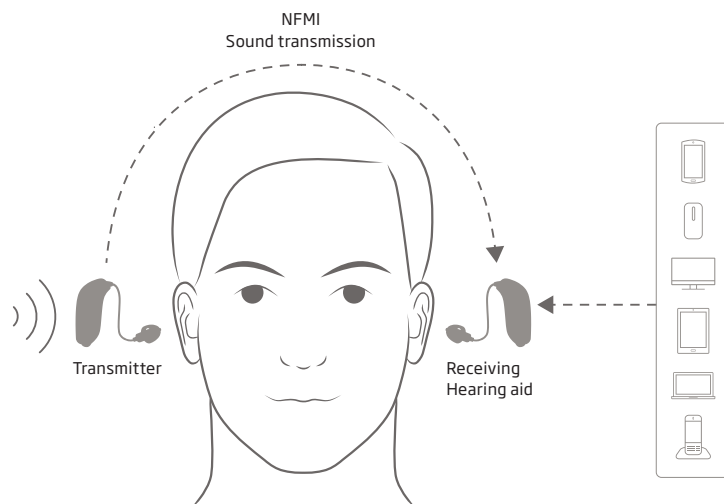 NFMI
Sound transmission
Transmitter
Receiving
Hearing aid